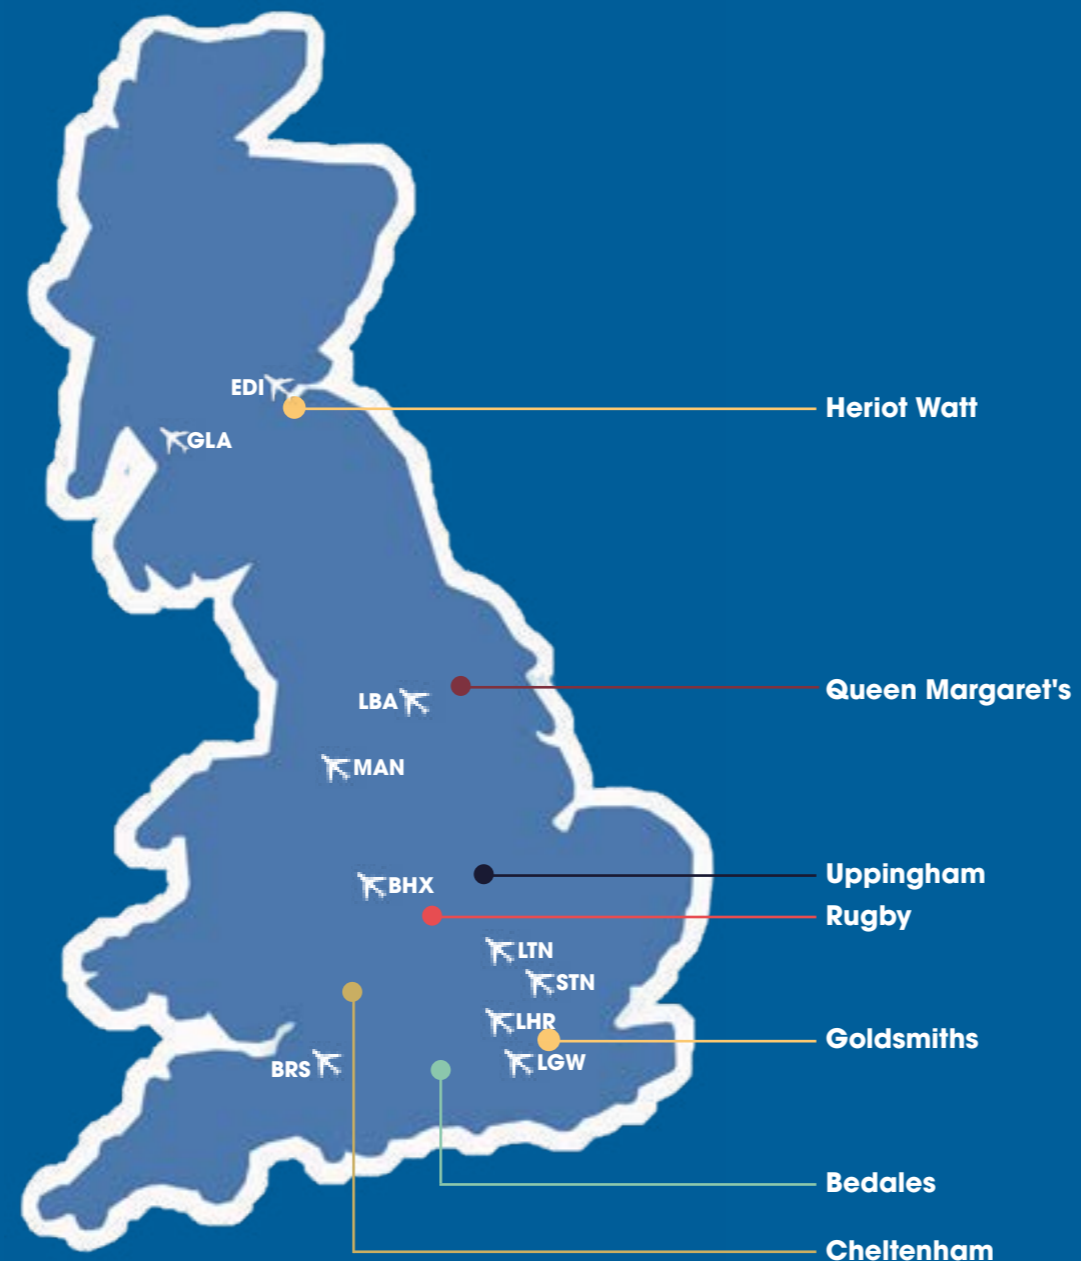 EDI
Heriot Watt
GLA
Queen Margaret's
LBA
MAN
Uppingham
BHX
Rugby
LTN
STN
LHR
Goldsmiths
LGW
BRS
Bedales
Cheltenham